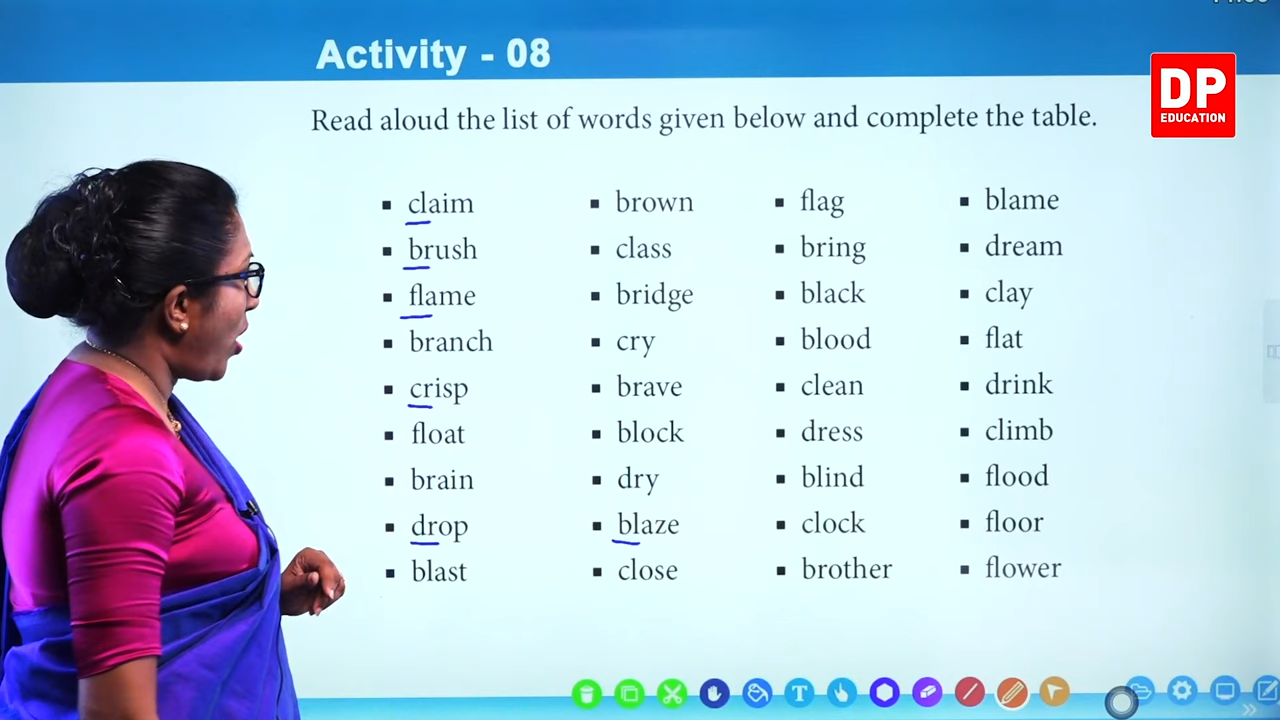 Activity - 08
DP
EDUCATION
Read aloud the list of words given below and complete the table.
▪ claim ▪ brown ▪ flag ▪ blame
▪ brush ▪ class ▪ bring ▪ dream
▪ flame ▪ bridge ▪ black ▪ clay
▪ branch ▪ cry ▪ blood ▪ flat
▪ crisp ▪ brave ▪ clean ▪ drink
▪ float ▪ block ▪ dress ▪ climb
▪ brain ▪ dry ▪ blind ▪ flood
▪ drop ▪ blaze ▪ clock ▪ floor
▪ blast ▪ close ▪ brother ▪ flower